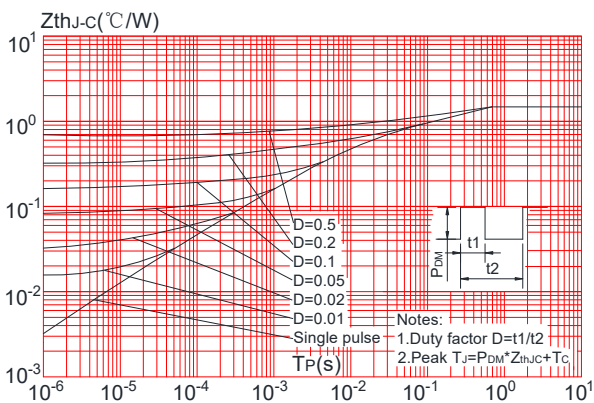 ZthJ-C(℃/W)
10¹
10⁰
10⁻¹
10⁻²
10⁻³
D=0.5
D=0.2
D=0.1
D=0.05
D=0.02
D=0.01
Single pulse
PDM
t1
t2
Notes:
1.Duty factor D=t1/t2
2.Peak TJ=PDM*ZthJC+TC
TP(s)
10⁻⁶ 10⁻⁵ 10⁻⁴ 10⁻³ 10⁻² 10⁻¹ 10⁰ 10¹